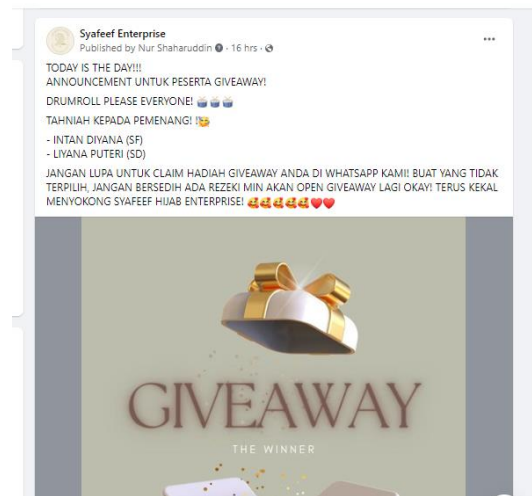 Syafeef Enterprise
Published by Nur Shaharuddin · 16 hrs ·
TODAY IS THE DAY!!!
ANNOUNCEMENT UNTUK PESERTA GIVEAWAY!
DRUMROLL PLEASE EVERYONE! 🥁🥁🥁
TAHNIAH KEPADA PEMENANG! !🥰
- INTAN DIYANA (SF)
- LIYANA PUTERI (SD)
JANGAN LUPA UNTUK CLAIM HADIAH GIVEAWAY ANDA DI WHATSAPP KAMI! BUAT YANG TIDAK
TERPILIH, JANGAN BERSEDIH ADA REZEKI MIN AKAN OPEN GIVEAWAY LAGI OKAY! TERUS KEKAL
MENYOKONG SYAFEEF HIJAB ENTERPRISE! 🥰🥰🥰🥰🥰♥️♥️
GIVEAWAY
THE WINNER